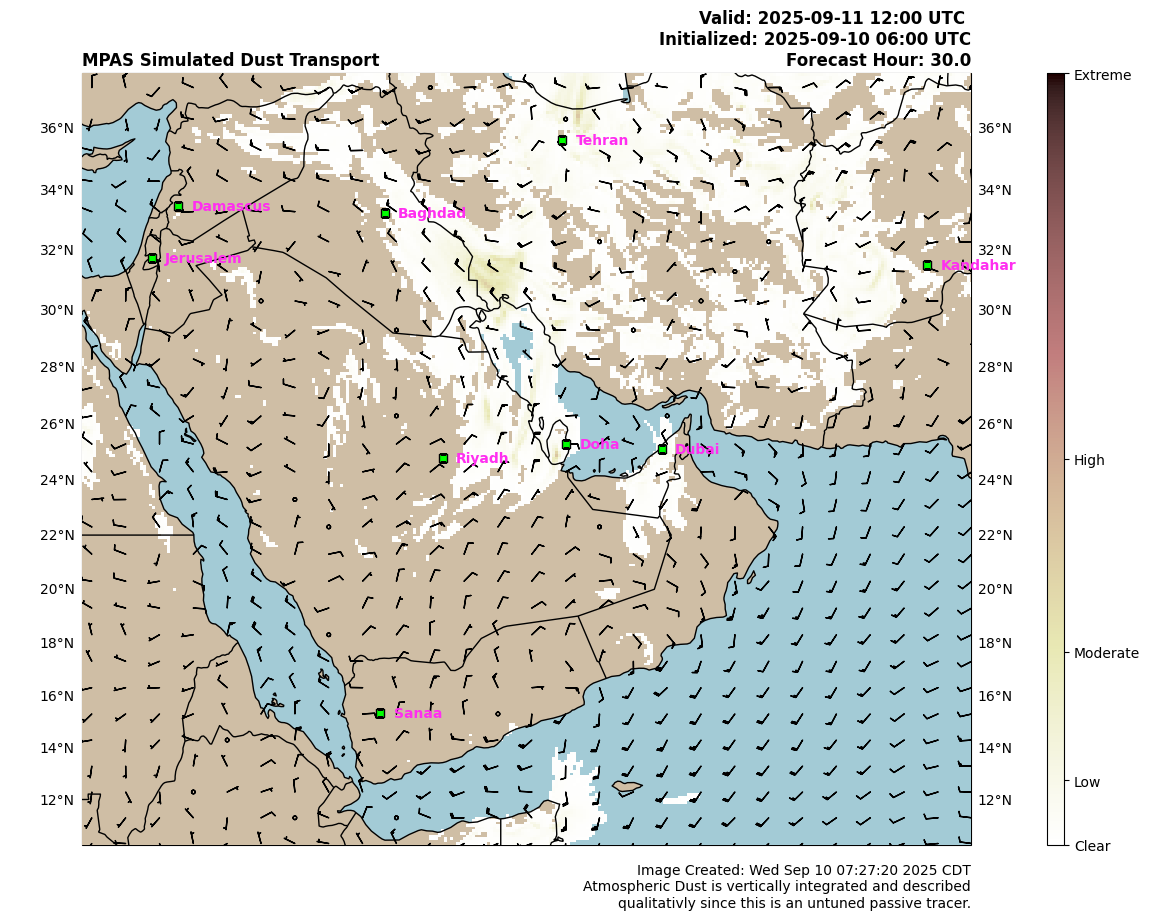 Valid: 2025-09-11 12:00 UTC
Initialized: 2025-09-10 06:00 UTC
MPAS Simulated Dust Transport
Forecast Hour: 30.0
Extreme
36°N
Tehran
36°N
34°N
34°N
Damascus
Baghdad
32°N
Jerusalem
32°N
Kandahar
30°N
30°N
28°N
28°N
26°N
26°N
Doha
Dubai
Riyadh
High
24°N
24°N
22°N
22°N
20°N
20°N
18°N
18°N
Moderate
16°N
16°N
Sanaa
14°N
14°N
Low
12°N
12°N
Clear
Image Created: Wed Sep 10 07:27:20 2025 CDT
Atmospheric Dust is vertically integrated and described
qualitativly since this is an untuned passive tracer.